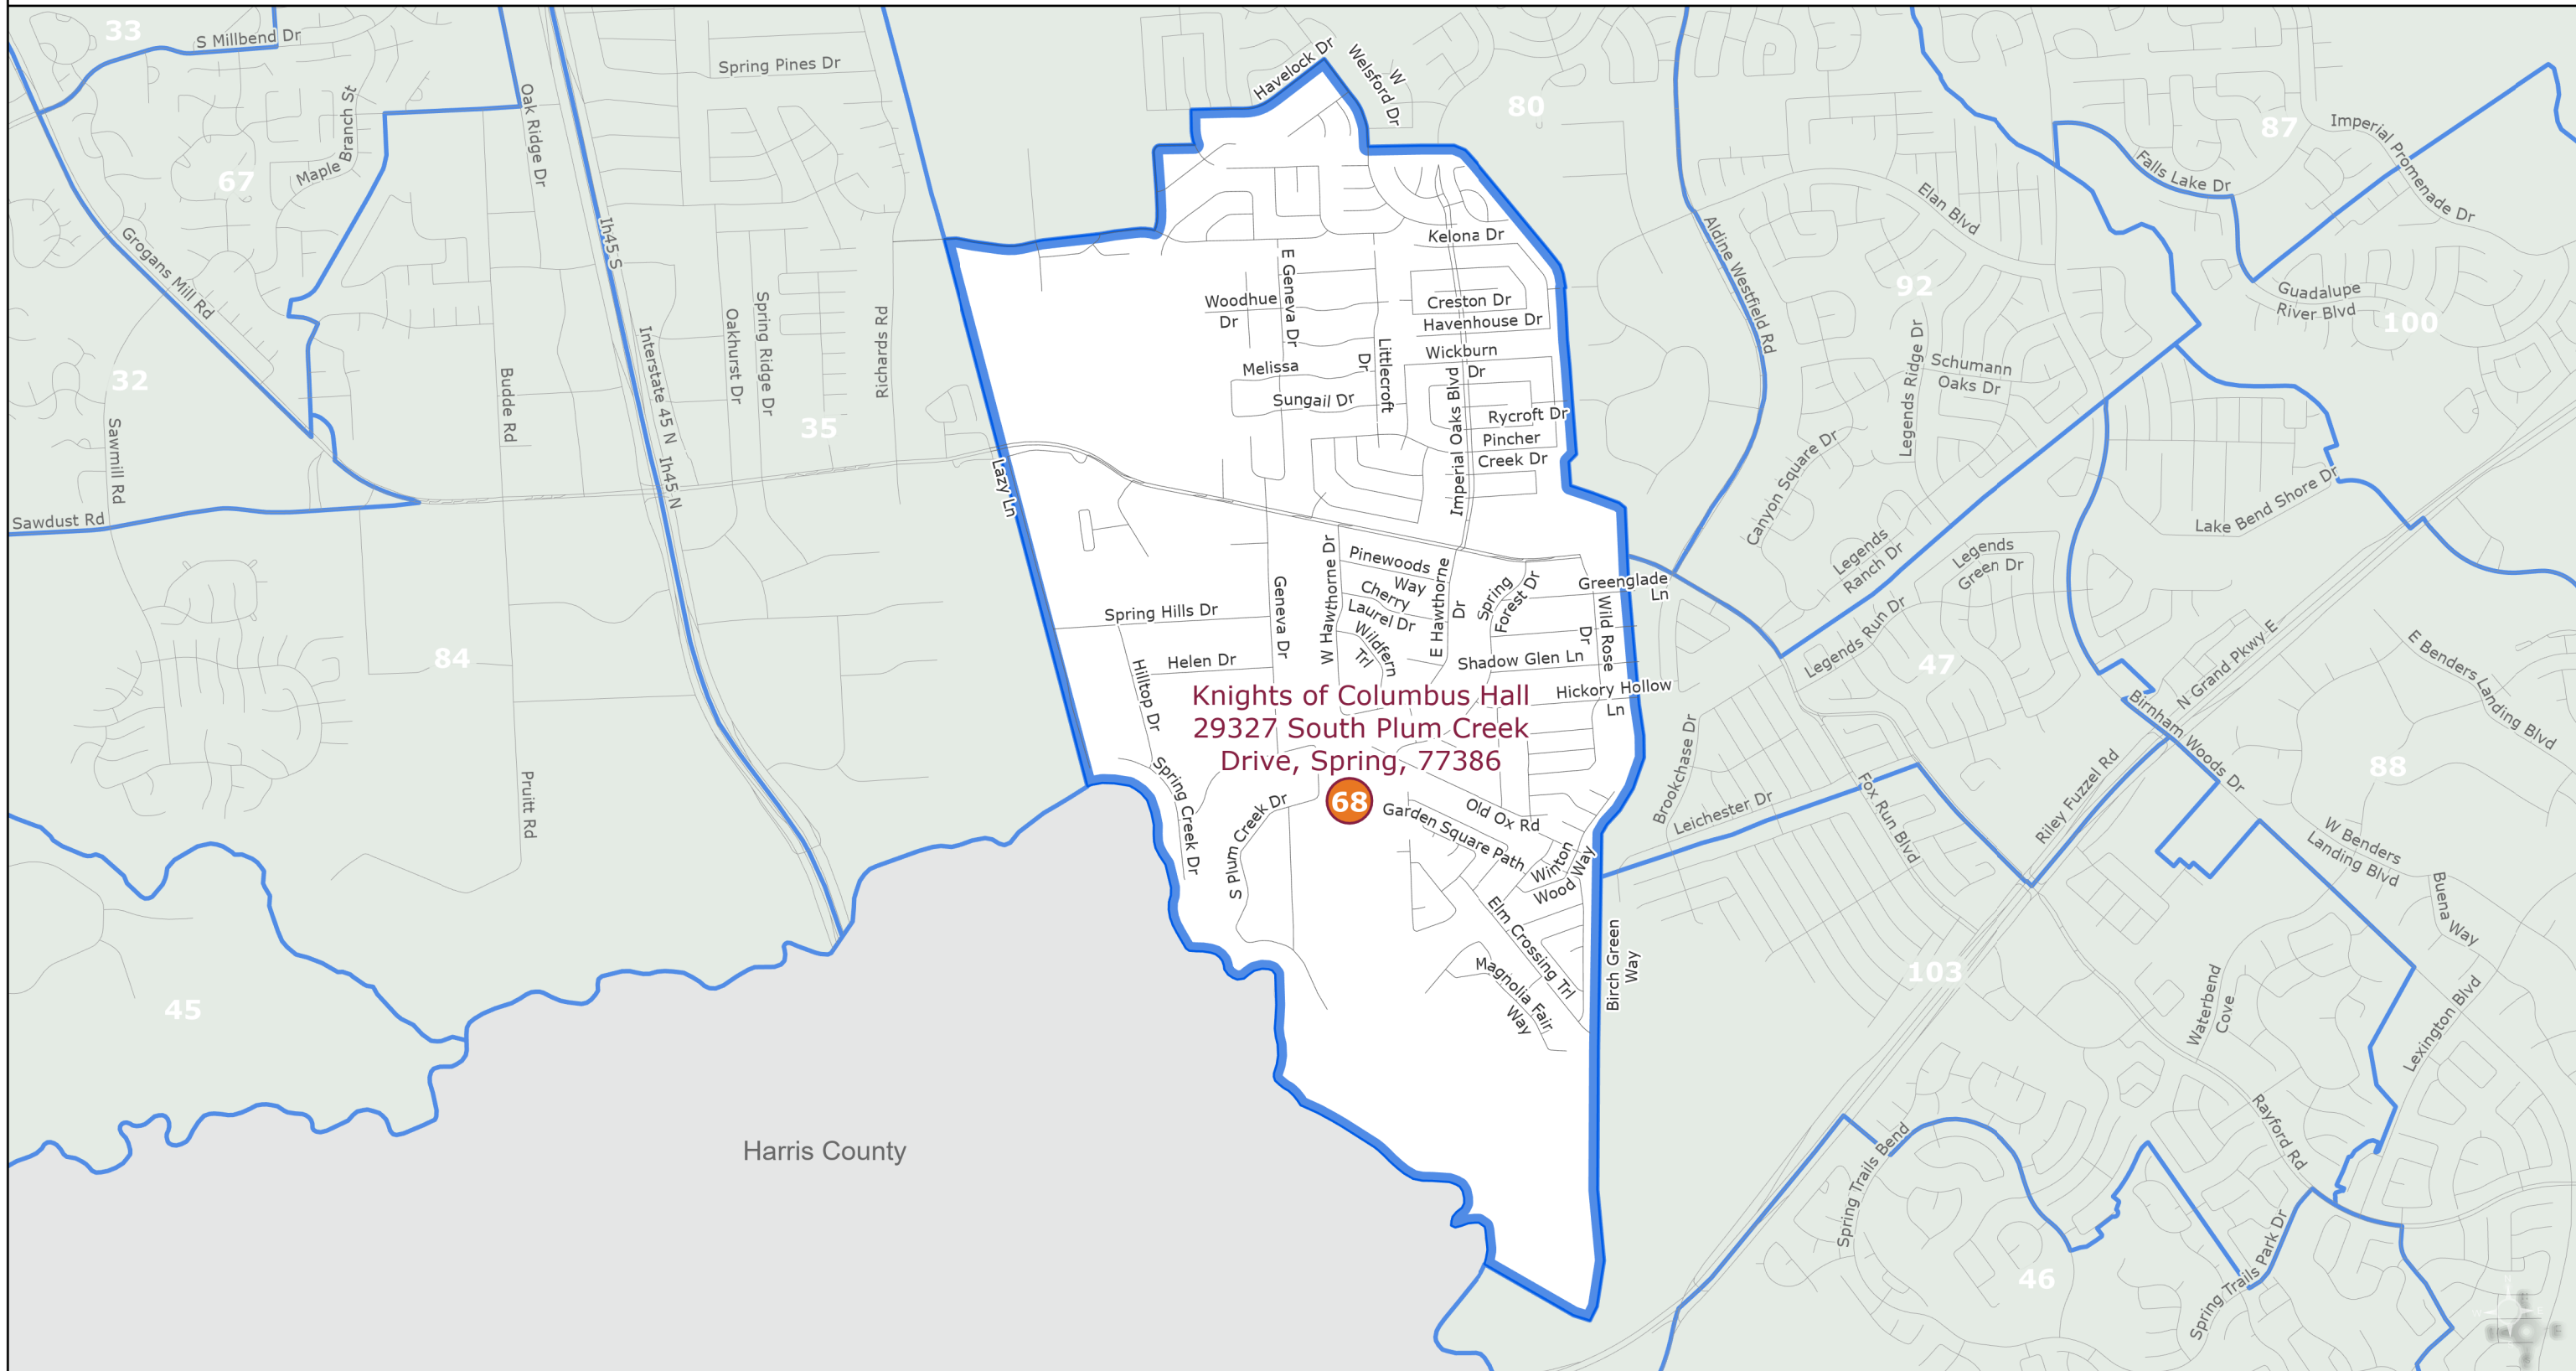 33
S Millbend Dr
Spring Pines Dr
Havelock Dr
W
Welsford Dr
80
87
Imperial Promenade Dr
Oak Ridge Dr
Maple Branch St
67
Falls Lake Dr
Elan Blvd
Grogans Mill Rd
Ih45 S
Kelona Dr
Aldine Westfield Rd
E Geneva Dr
92
Guadalupe
River Blvd
100
Woodhue
Dr
Creston Dr
Havenhouse Dr
Spring Ridge Dr
Oakhurst Dr
Richards Rd
Interstate 45 N
Littlecroft
Dr
Wickburn
Dr
Legends Ridge Dr
Schumann
Oaks Dr
32
Budde Rd
Melissa
Sungail Dr
Imperial Oaks Blvd
Rycroft Dr
35
Pincher
Creek Dr
Sawmill Rd
Ih45 N
Lazy Ln
Canyon Square Dr
Lake Bend Shore Dr
Sawdust Rd
W Hawthorne Dr
Pinewoods
Way
Legends
Ranch Dr
Legends
Green Dr
Geneva Dr
Cherry
Laurel Dr
E Hawthorne
Dr
Spring
Forest Dr
Greenglade
Ln
Spring Hills Dr
Wildfern
Trl
Wild Rose
Dr
Legends Run Dr
N Grand Pkwy E
E Benders Landing Blvd
84
Helen Dr
Shadow Glen Ln
47
Hilltop Dr
Hickory Hollow
Ln
Knights of Columbus Hall
29327 South Plum Creek
Drive, Spring, 77386
68
Birnham Woods Dr
Brookchase Dr
Pruitt Rd
Spring Creek Dr
S Plum Creek Dr
Old Ox Rd
Garden Square Path
Leichester Dr
Fox Run Blvd
Riley Fuzzel Rd
88
W Benders
Landing Blvd
Winton
Wood Way
Buena
Way
Elm Crossing Trl
Birch Green
Way
Magnolia Fair
Way
103
45
Waterbend
Cove
Lexington Blvd
Harris County
Rayford Rd
Spring Trails Bend
46
Spring Trails Park Dr